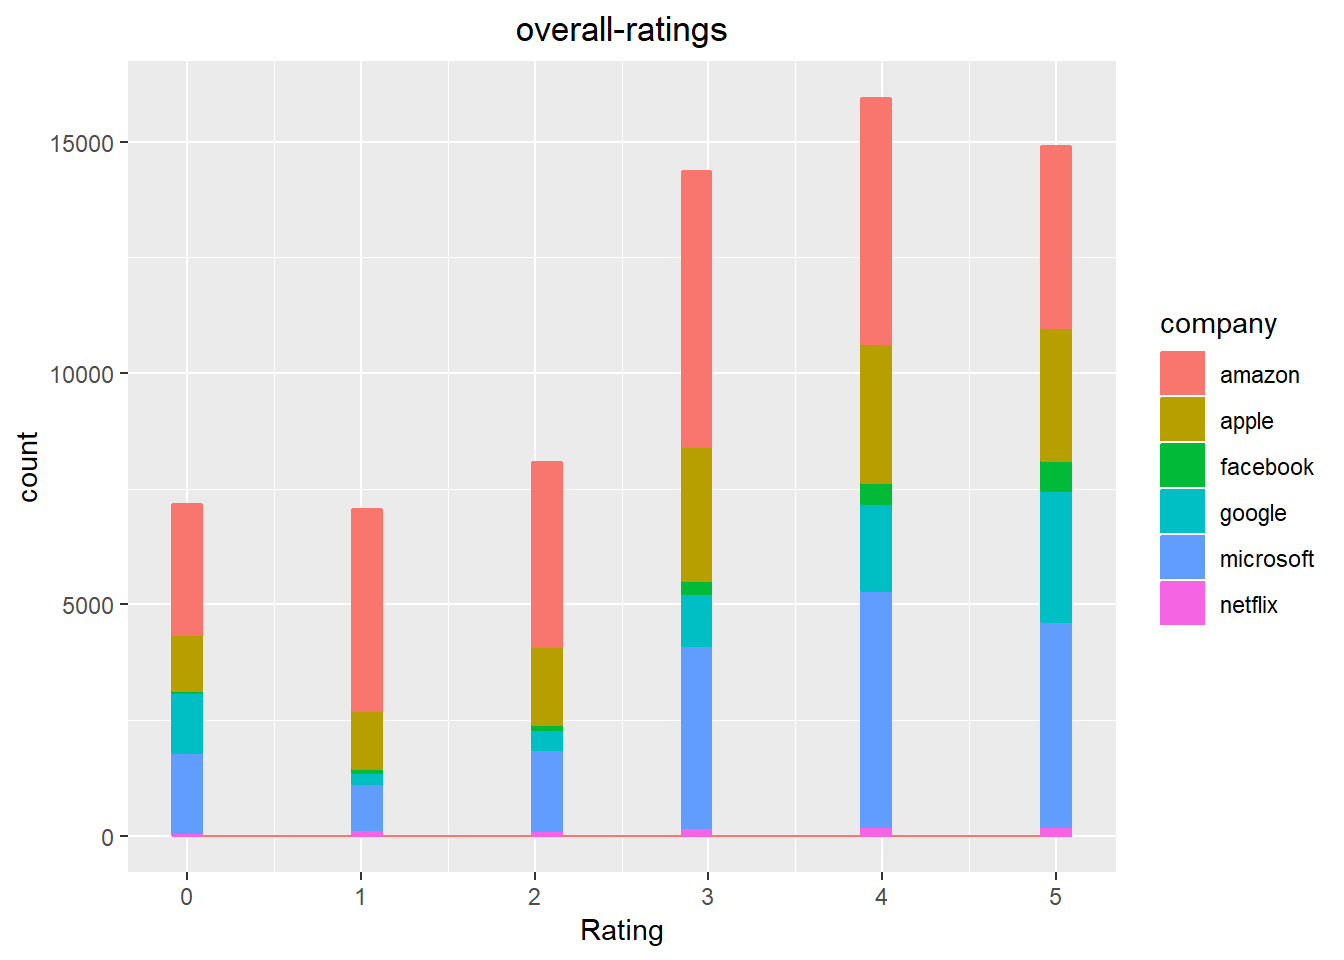 overall-ratings
15000
10000
5000
0
count
0 1 2 3 4 5
Rating
company
amazon
apple
facebook
google
microsoft
netflix